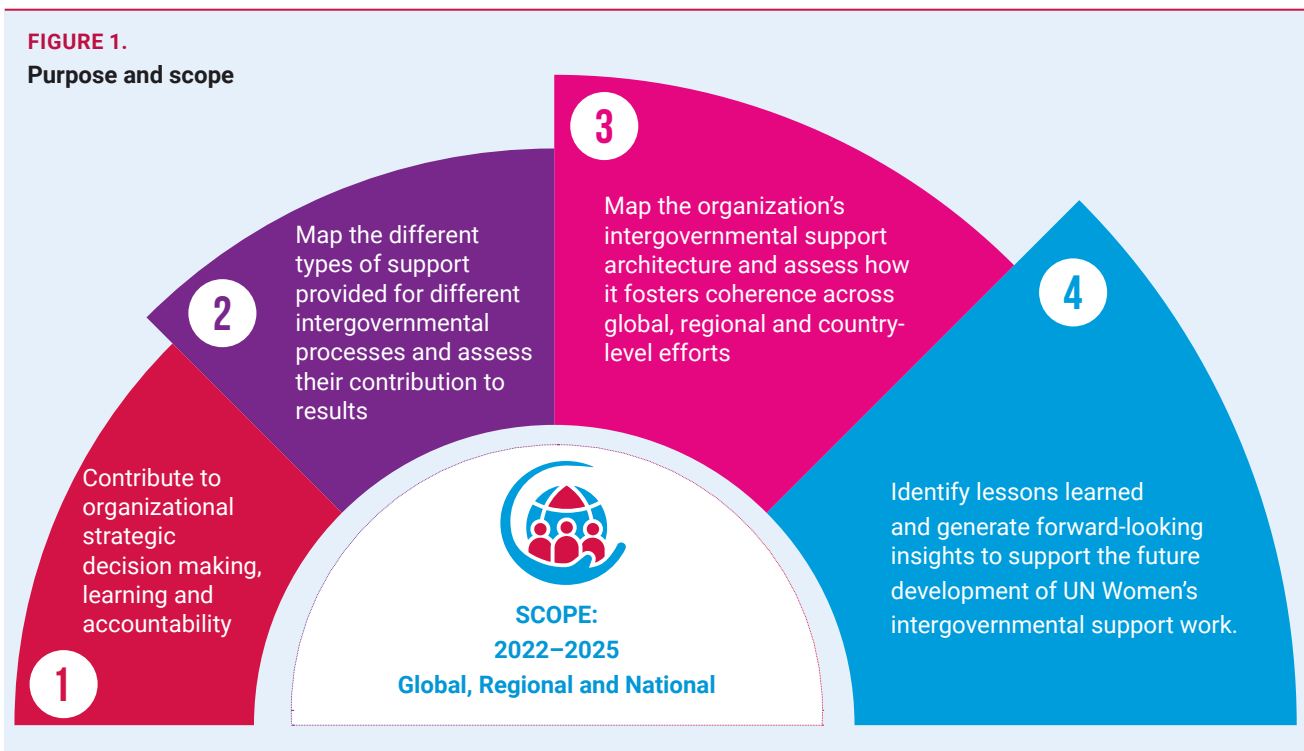 FIGURE 1.
Purpose and scope
1
Contribute to
organizational
strategic
decision making,
learning and
accountability
2
Map the different
types of support
provided for different
intergovernmental
processes and assess
their contribution to
results
3
Map the organization’s
intergovernmental support
architecture and assess how
it fosters coherence across
global, regional and country-
level efforts
4
Identify lessons learned
and generate forward-looking
insights to support the future
development of UN Women’s
intergovernmental support work.
SCOPE:
2022–2025
Global, Regional and National